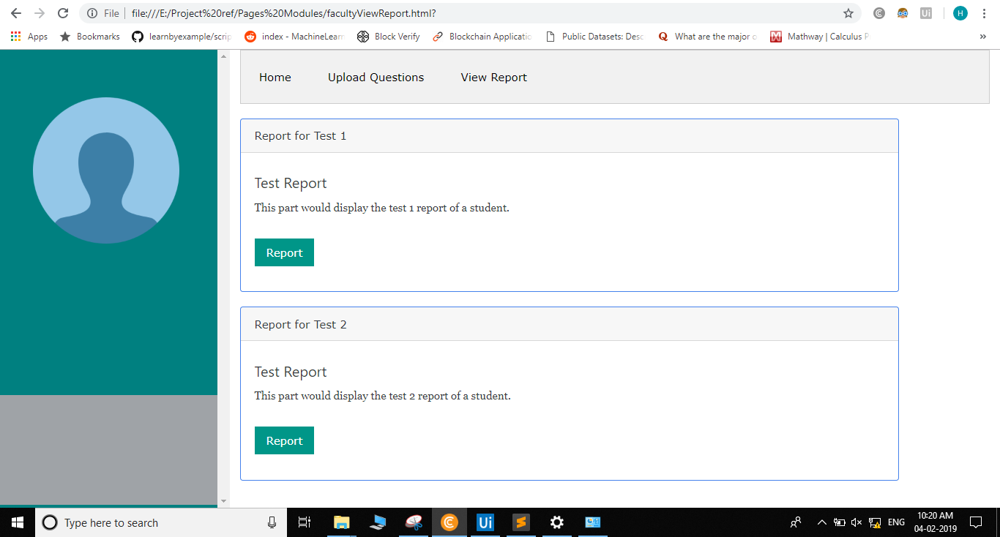 File
file:///E:/Project%20ref/Pages%20Modules/facultyViewReport.html?
Ui
H
Apps
Bookmarks
learnbyexample/scrip
index - MachineLearn
Block Verify
Blockchain Applicatio
Public Datasets: Desc
Q
What are the major o
M
Mathway | Calculus P
»
Home
Upload Questions
View Report
Report for Test 1
Test Report
This part would display the test 1 report of a student.
Report
Report for Test 2
Test Report
This part would display the test 2 report of a student.
Report
Type here to search
Ui
ENG
10:20 AM
04-02-2019